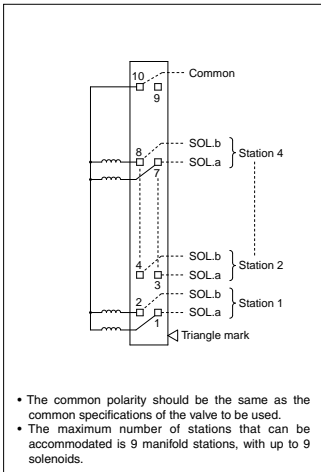 10
Common
9
SOL.b
8
SOL.a
7
Station 4
SOL.b
4
SOL.a
3
Station 2
SOL.b
2
SOL.a
1
Station 1
Triangle mark
• The common polarity should be the same as the
common specifications of the valve to be used.
• The maximum number of stations that can be
accommodated is 9 manifold stations, with up to 9
solenoids.